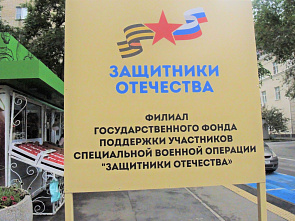 ЗАЩИТНИКИ
ОТЕЧЕСТВА
ФИЛИАЛ
ГОСУДАРСТВЕННОГО ФОНДА
ПОДДЕРЖКИ УЧАСТНИКОВ
СПЕЦИАЛЬНОЙ ВОЕННОЙ ОПЕРАЦИИ
"ЗАЩИТНИКИ ОТЕЧЕСТВА"